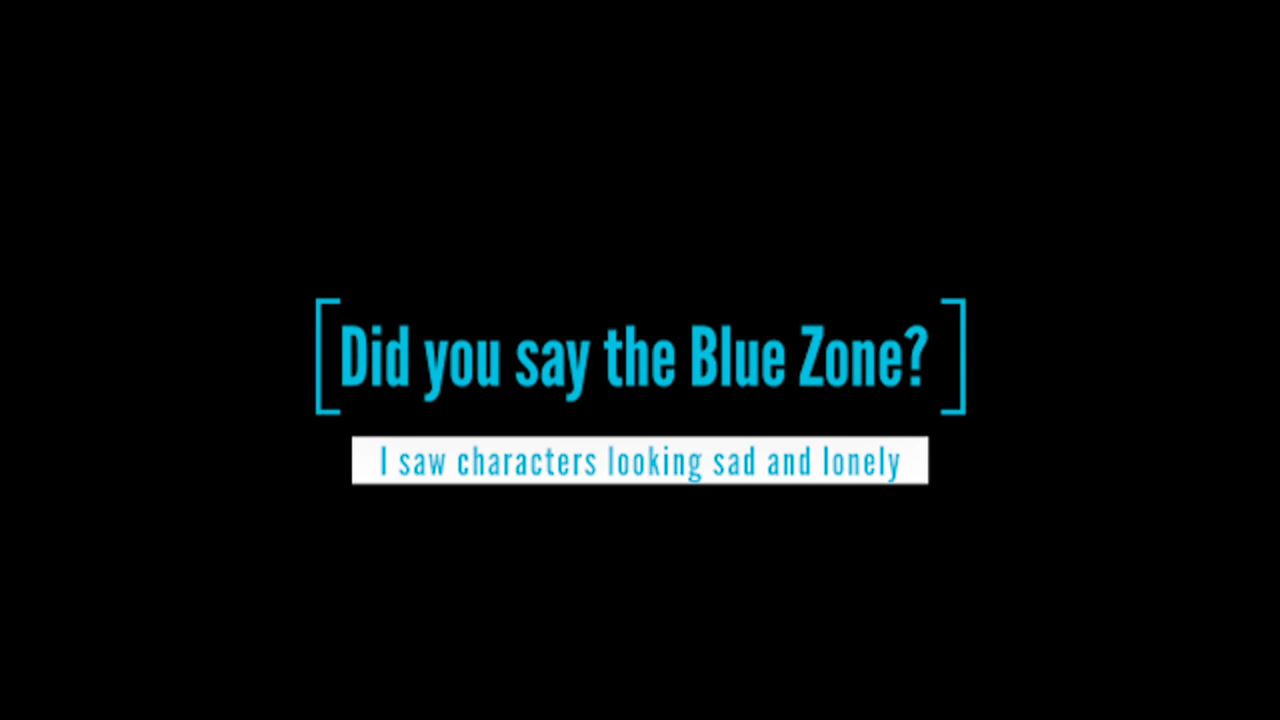 [Did you say the Blue Zone?]
I saw characters looking sad and lonely